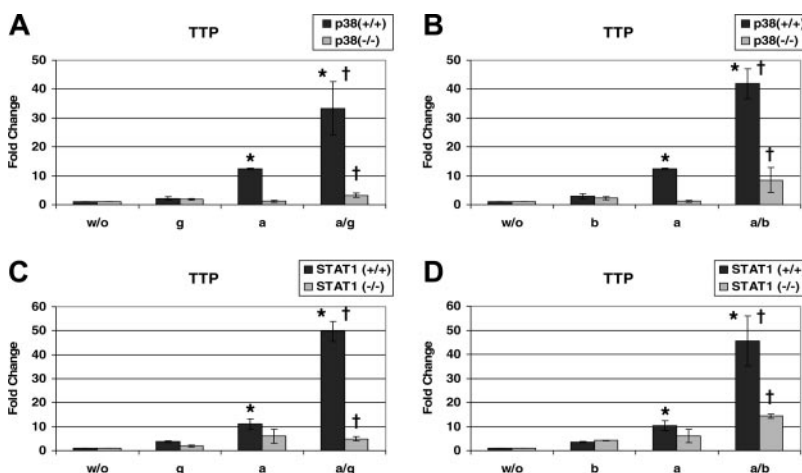 A
TTP
p38(+/+)
p38(-/-)
Fold Change
50
40
30
20
10
0
* †
*
†
w/o g a a/g
B
TTP
p38(+/+)
p38(-/-)
Fold Change
50
40
30
20
10
0
* †
*
†
w/o b a a/b
C
TTP
STAT1 (+/+)
STAT1 (-/-)
Fold Change
60
50
40
30
20
10
0
* †
*
†
w/o g a a/g
D
TTP
STAT1 (+/+)
STAT1 (-/-)
Fold Change
60
50
40
30
20
10
0
* †
*
†
w/o b a a/b